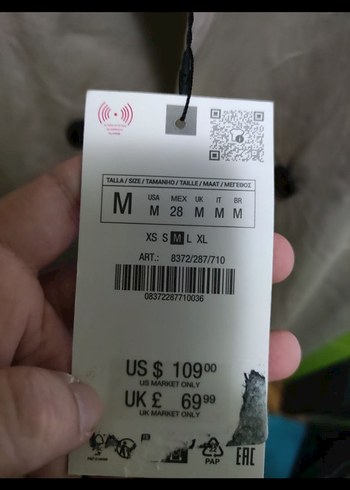 TALLA / SIZE / TAMANHO / TAILLE / MAAT / ΜΕΓΕΘΟΣ
M
USA MEX UK IT BR
M 28 M M M
XS S M L XL
ART.: 8372/287/710
08372287710036
US $ 109.00
US MARKET ONLY
UK £ 69.99
UK MARKET ONLY
PAP EAC